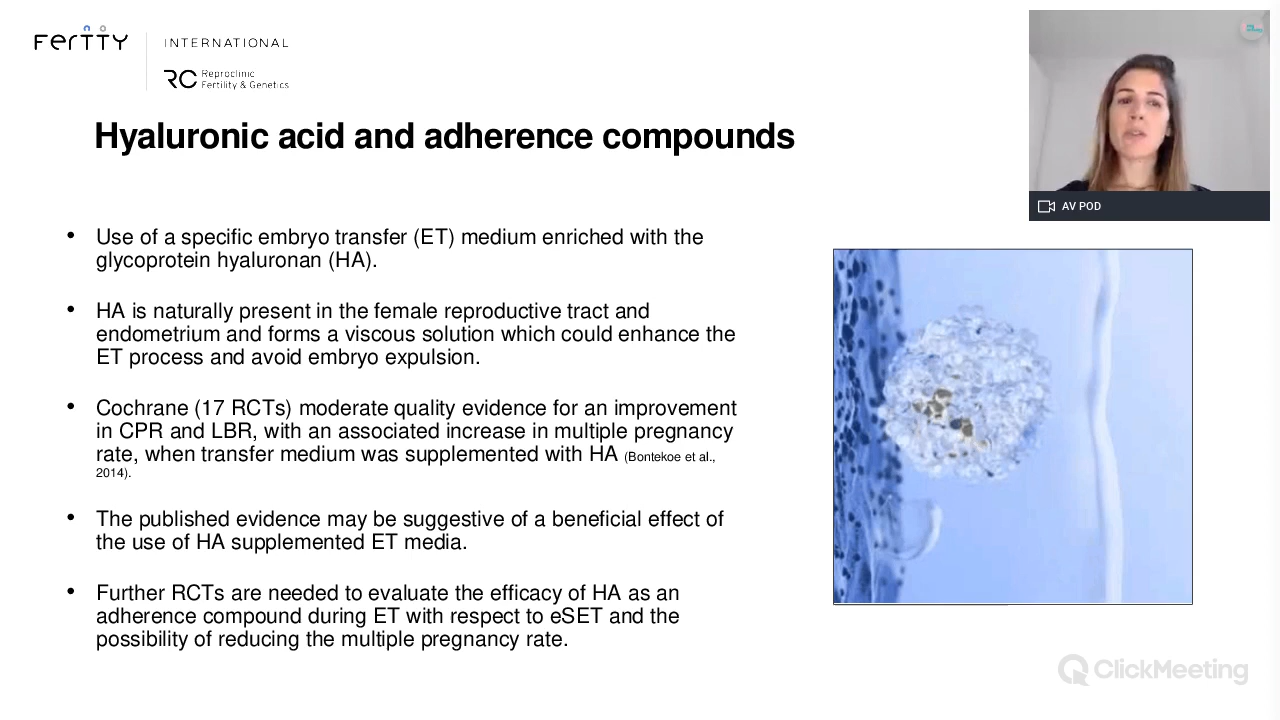 Fertty
INTERNATIONAL
RC Reproclinic
Fertility & Genetics
AV POD
Hyaluronic acid and adherence compounds
• Use of a specific embryo transfer (ET) medium enriched with the
glycoprotein hyaluronan (HA).
• HA is naturally present in the female reproductive tract and
endometrium and forms a viscous solution which could enhance the
ET process and avoid embryo expulsion.
• Cochrane (17 RCTs) moderate quality evidence for an improvement
in CPR and LBR, with an associated increase in multiple pregnancy
rate, when transfer medium was supplemented with HA (Bontekoe et al.,
2014).
• The published evidence may be suggestive of a beneficial effect of
the use of HA supplemented ET media.
• Further RCTs are needed to evaluate the efficacy of HA as an
adherence compound during ET with respect to eSET and the
possibility of reducing the multiple pregnancy rate.
ClickMeeting